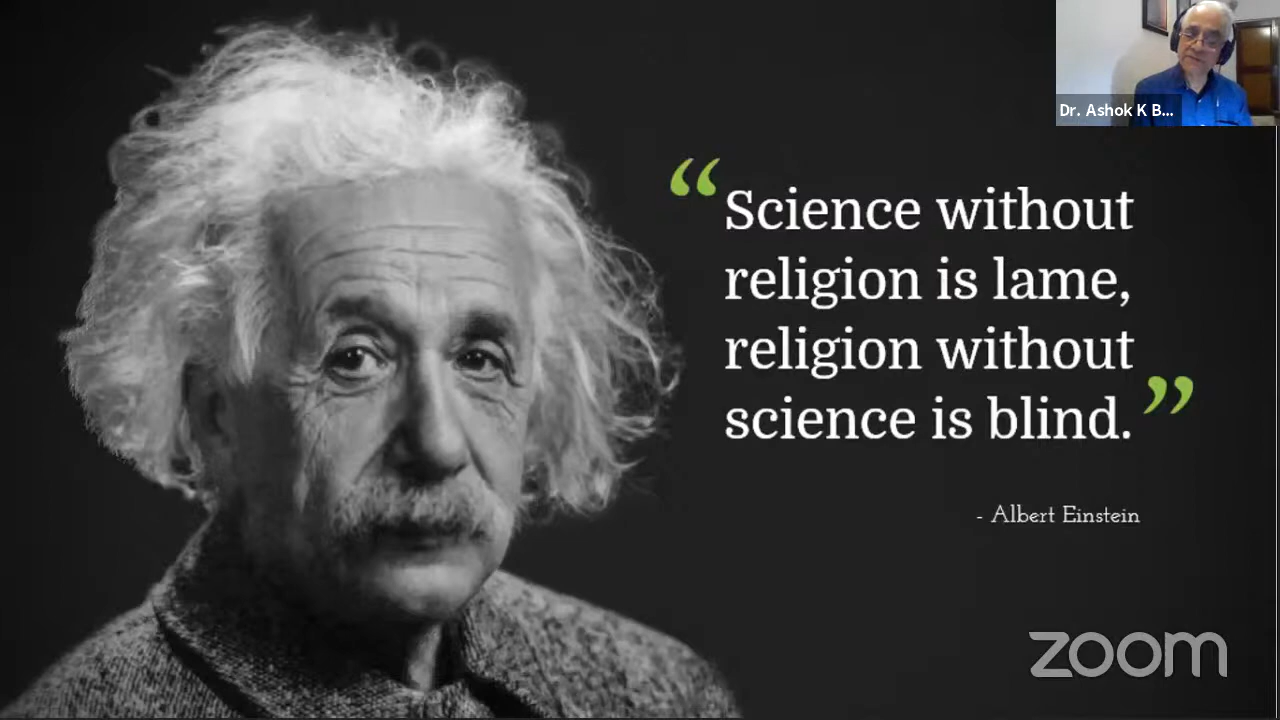 Dr. Ashok K B...
“Science without
religion is lame,
religion without
science is blind.”
- Albert Einstein
zoom